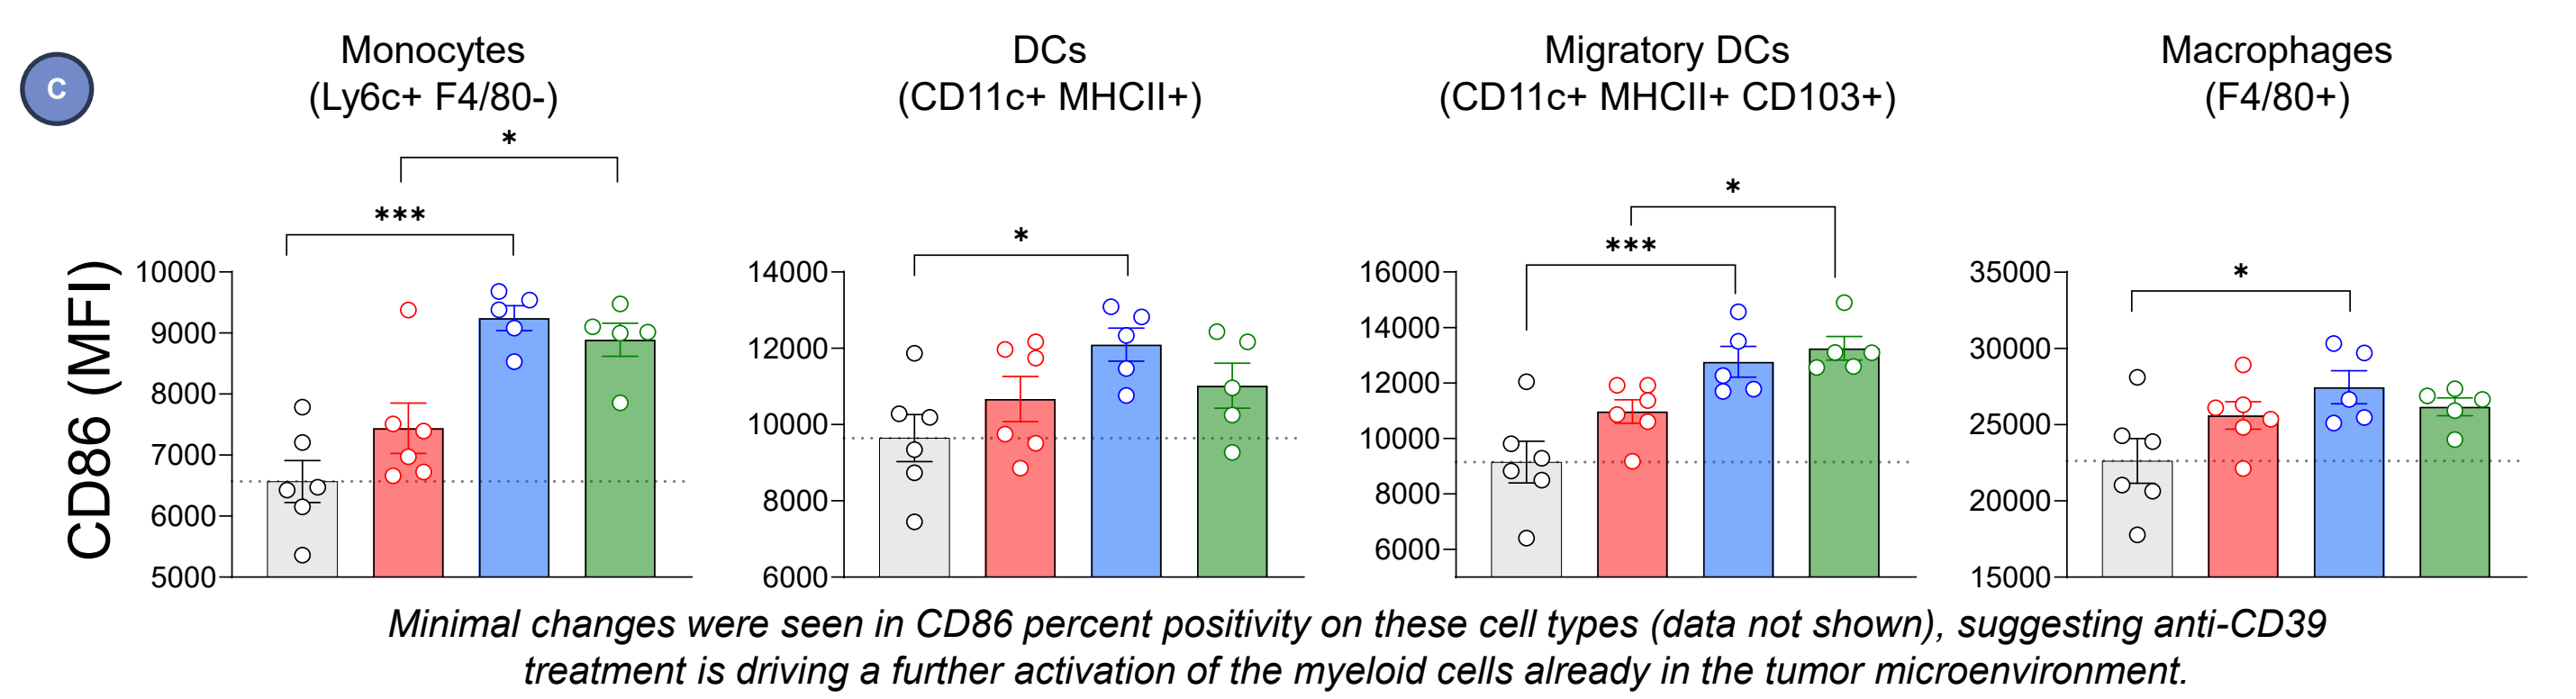 C
Monocytes
(Ly6c+ F4/80-)
DCs
(CD11c+ MHCII+)
Migratory DCs
(CD11c+ MHCII+ CD103+)
Macrophages
(F4/80+)
CD86 (MFI)
*
***
10000
9000
8000
7000
6000
5000
*
14000
12000
10000
8000
6000
*
***
16000
14000
12000
10000
8000
6000
*
35000
30000
25000
20000
15000
Minimal changes were seen in CD86 percent positivity on these cell types (data not shown), suggesting anti-CD39
treatment is driving a further activation of the myeloid cells already in the tumor microenvironment.